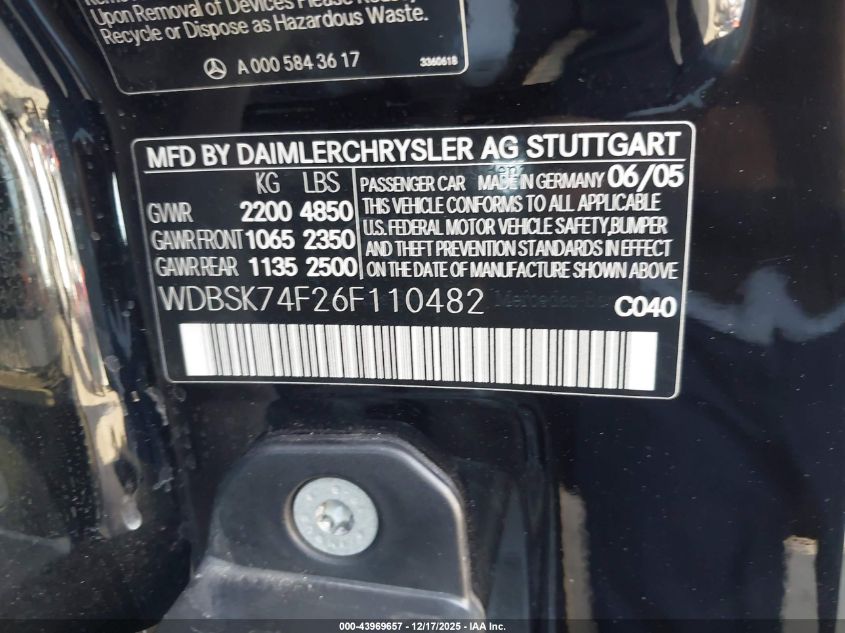 Upon Removal of Devices Please
Recycle or Dispose as Hazardous Waste.
A 000 584 36 17
3360618
MFD BY DAIMLERCHRYSLER AG STUTTGART
KG LBS
GVWR 2200 4850
GAWR FRONT 1065 2350
GAWR REAR 1135 2500
PASSENGER CAR MADE IN GERMANY 06/05
THIS VEHICLE CONFORMS TO ALL APPLICABLE
U.S. FEDERAL MOTOR VEHICLE SAFETY, BUMPER
AND THEFT PREVENTION STANDARDS IN EFFECT
ON THE DATE OF MANUFACTURE SHOWN ABOVE
WDBSK74F26F110482 C040
000-43969657 - 12/17/2025 - IAA Inc.